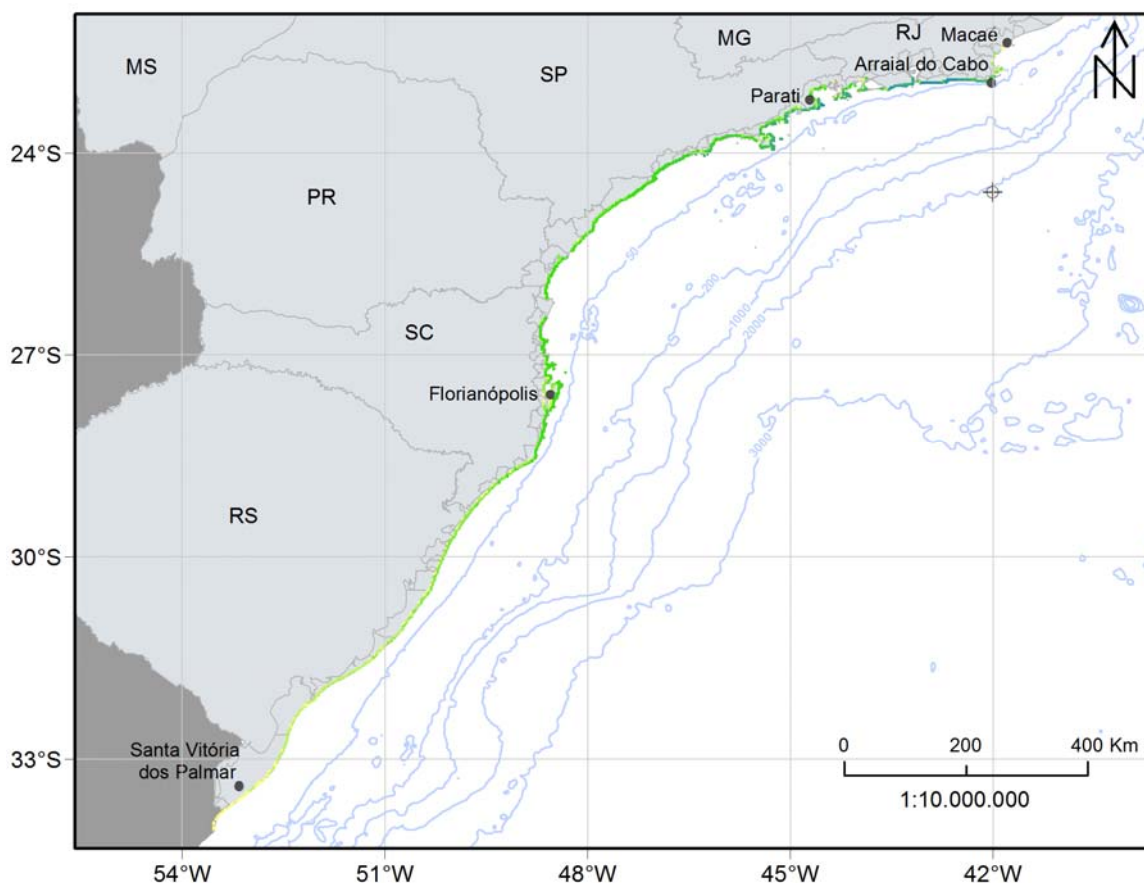 MG
RJ
Macaé
MS
SP
Arraial do Cabo
Parati
N
24°S
PR
50
200
1000
2000
SC
27°S
Florianópolis
3000
RS
30°S
33°S
Santa Vitória
dos Palmar
0 200 400 Km
1:10.000.000
54°W 51°W 48°W 45°W 42°W